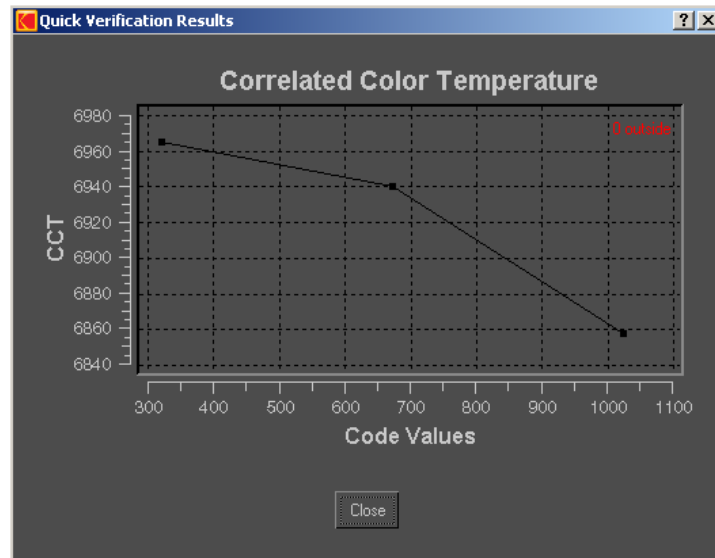 Quick Verification Results
Correlated Color Temperature
0 outside
6980
6960
6940
6920
6900
6880
6860
6840
CCT
300 400 500 600 700 800 900 1000 1100
Code Values
Close